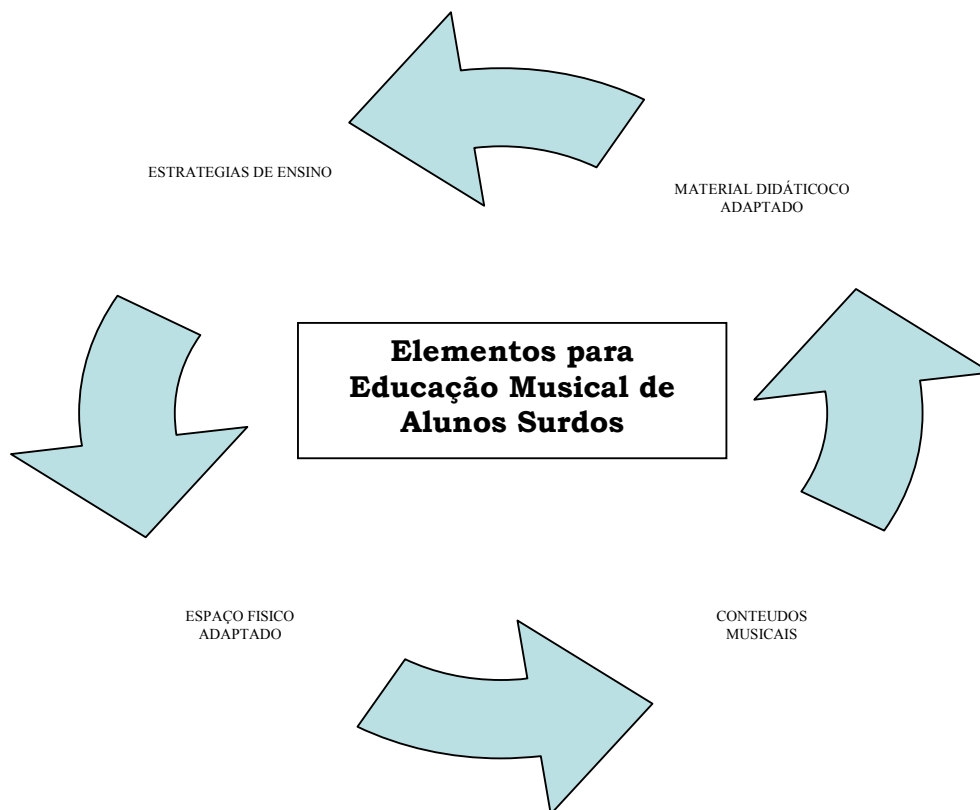 ESTRATEGIAS DE ENSINO
MATERIAL DIDÁTICOCO
ADAPTADO
Elementos para
Educação Musical de
Alunos Surdos
ESPAÇO FISICO
ADAPTADO
CONTEUDOS
MUSICAIS